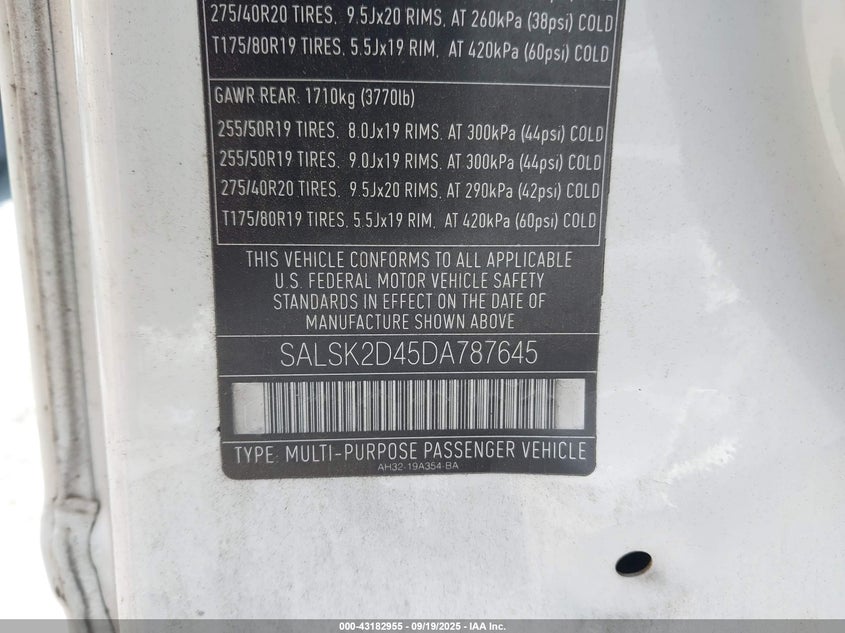 275/40R20 TIRES. 9.5Jx20 RIMS, AT 260kPa (38psi) COLD
T175/80R19 TIRES. 5.5Jx19 RIM, AT 420kPa (60psi) COLD
GAWR REAR: 1710kg (3770lb)
255/50R19 TIRES. 8.0Jx19 RIMS, AT 300kPa (44psi) COLD
255/50R19 TIRES. 9.0Jx19 RIMS, AT 300kPa (44psi) COLD
275/40R20 TIRES. 9.5Jx20 RIMS, AT 290kPa (42psi) COLD
T175/80R19 TIRES. 5.5Jx19 RIM, AT 420kPa (60psi) COLD
THIS VEHICLE CONFORMS TO ALL APPLICABLE
U.S. FEDERAL MOTOR VEHICLE SAFETY
STANDARDS IN EFFECT ON THE DATE OF
MANUFACTURE SHOWN ABOVE
SALSK2D45DA787645
TYPE: MULTI-PURPOSE PASSENGER VEHICLE
AH32-19A354-BA
000-43182955 - 09/19/2025 - IAA Inc.